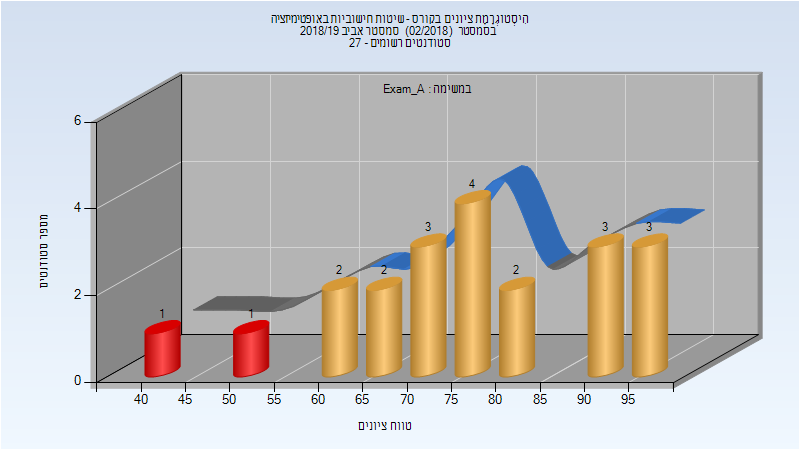 היסטוגרמת ציונים בקורס - שיטות חישוביות באופטימיזציה
בסמסטר (02/2018) סמסטר אביב 2018/19
סטודנטים רשומים - 27
במשימה : Exam_A
מספר סטודנטים
6
4
2
0
1
1
2
2
3
4
2
3
3
40 45 50 55 60 65 70 75 80 85 90 95
טווח ציונים